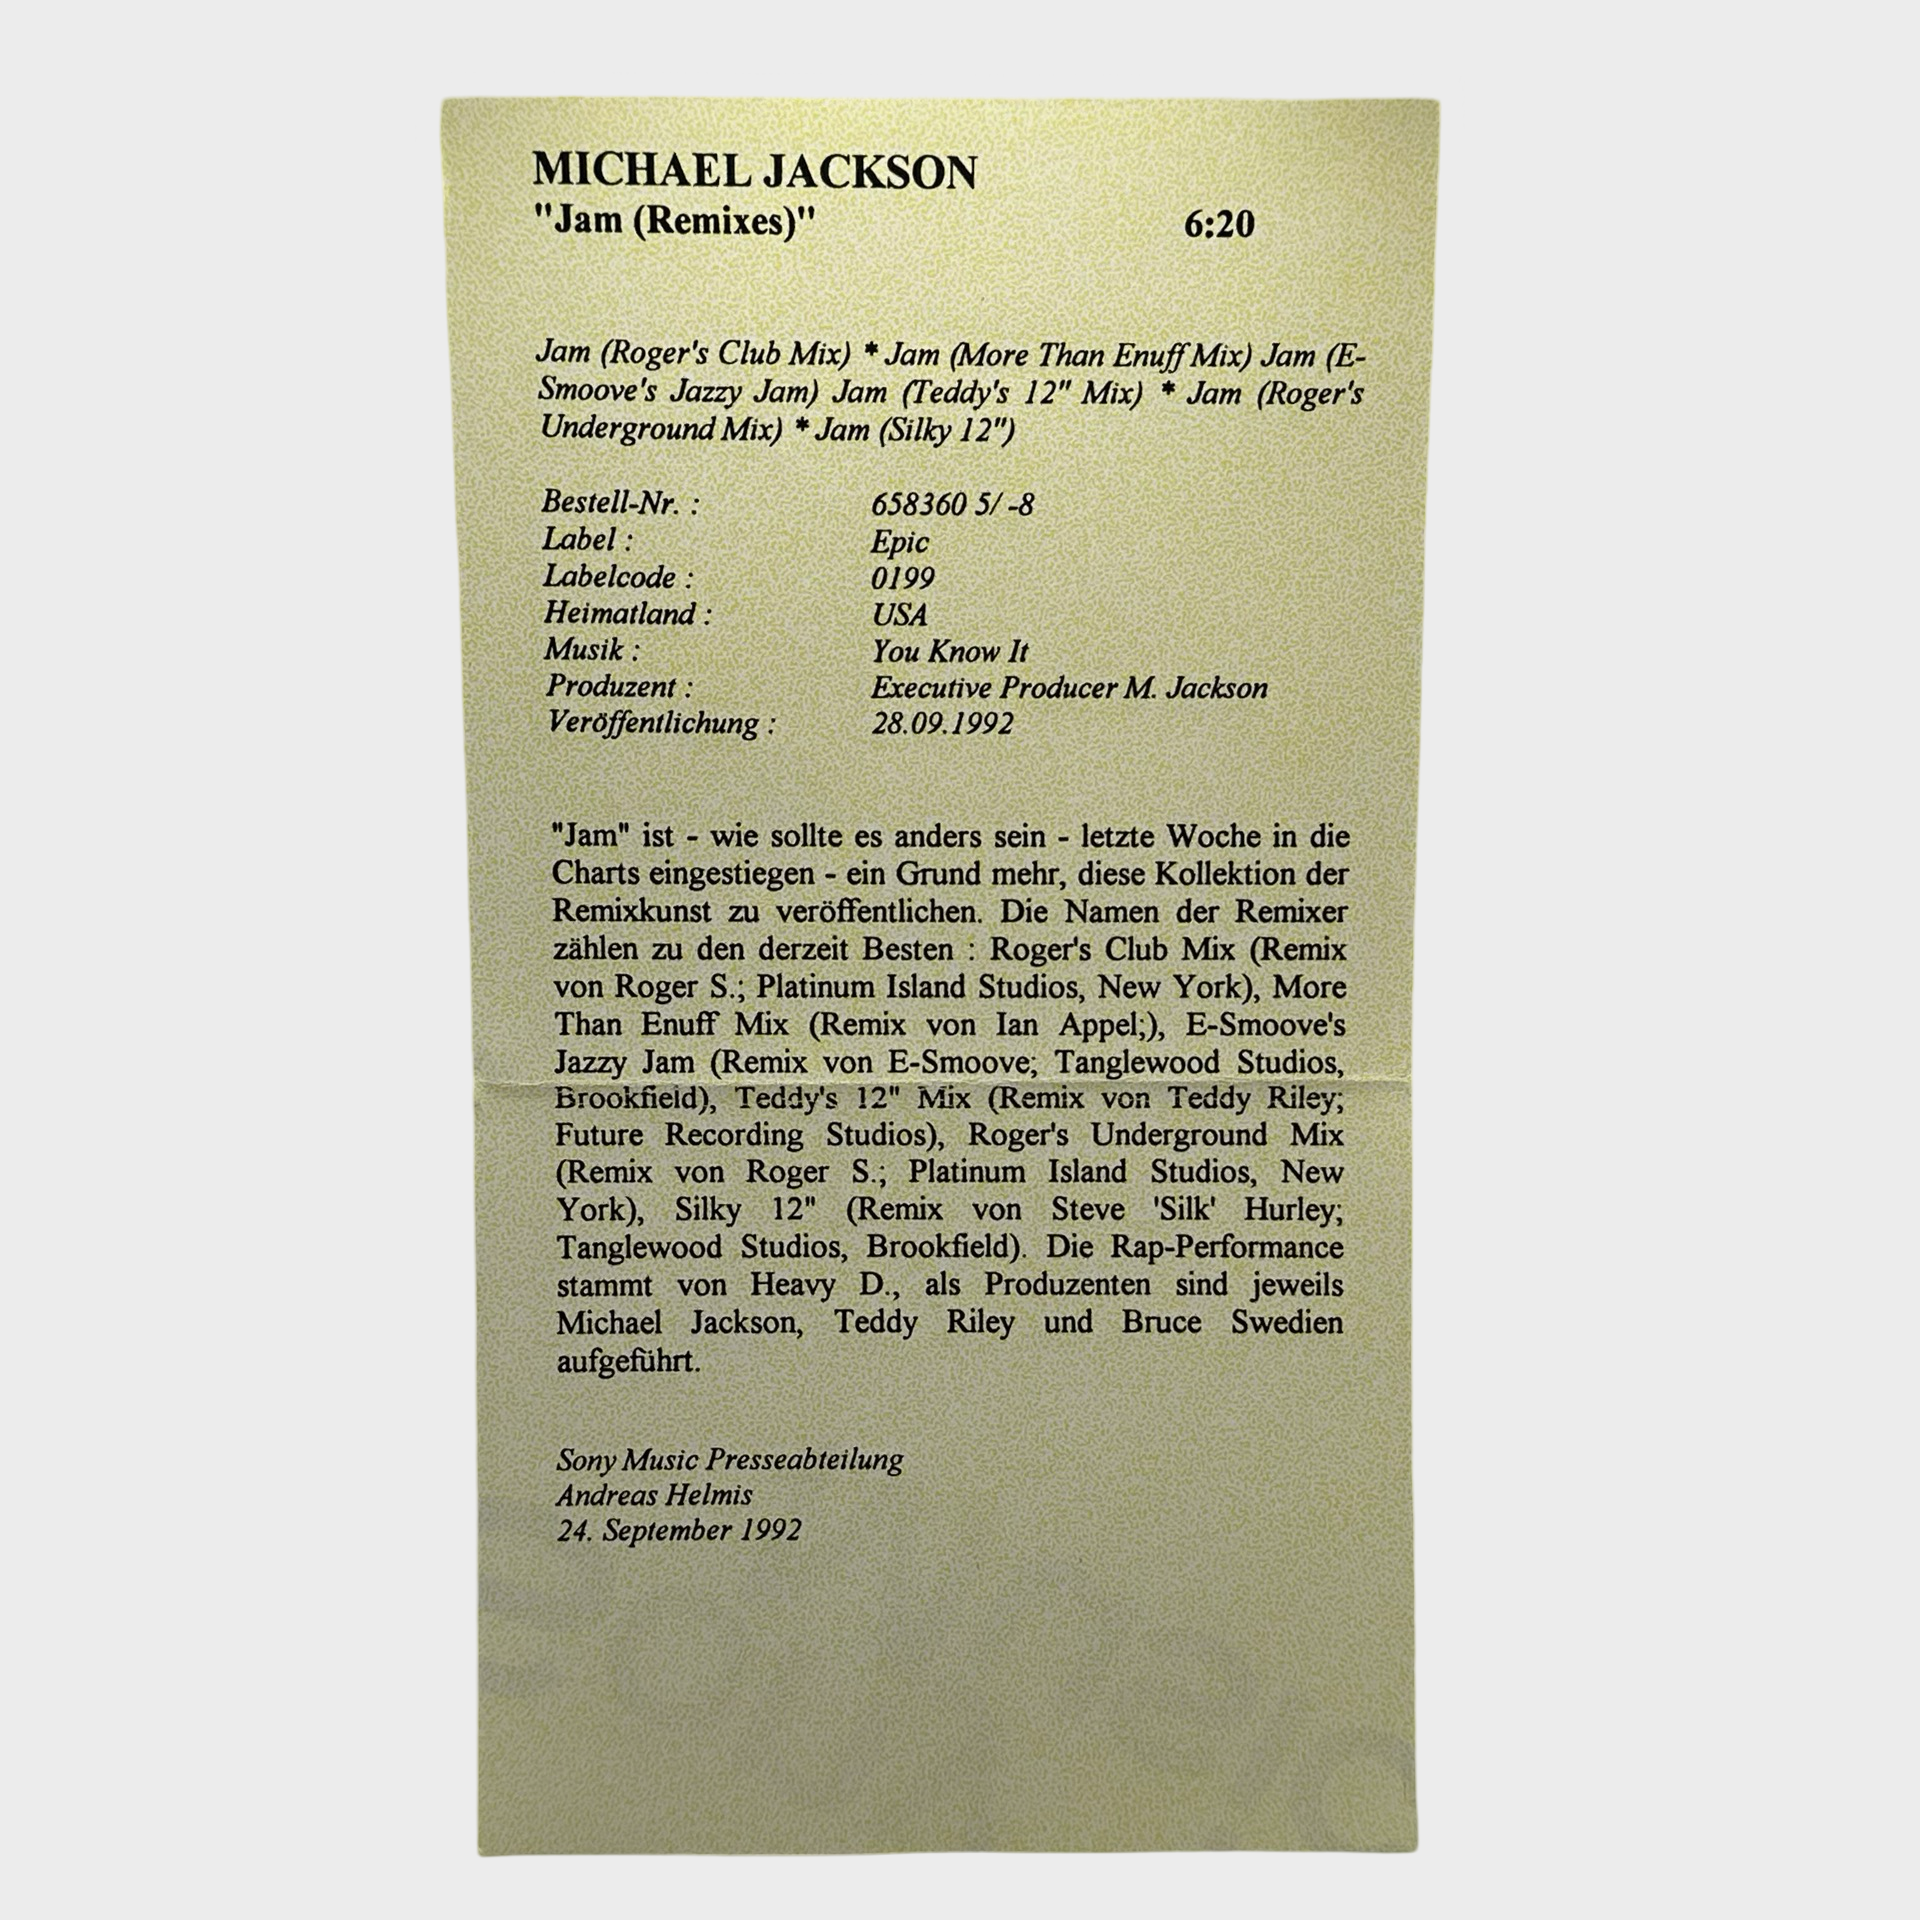 MICHAEL JACKSON
"Jam (Remixes)" 6:20
Jam (Roger's Club Mix) * Jam (More Than Enuff Mix) Jam (E-
Smoove's Jazzy Jam) Jam (Teddy's 12" Mix) * Jam (Roger's
Underground Mix) * Jam (Silky 12")
Bestell-Nr. : 658360 5/ -8
Label : Epic
Labelcode : 0199
Heimatland : USA
Musik : You Know It
Produzent : Executive Producer M. Jackson
Veröffentlichung : 28.09.1992
"Jam" ist - wie sollte es anders sein - letzte Woche in die
Charts eingestiegen - ein Grund mehr, diese Kollektion der
Remixkunst zu veröffentlichen. Die Namen der Remixer
zählen zu den derzeit Besten : Roger's Club Mix (Remix
von Roger S.; Platinum Island Studios, New York), More
Than Enuff Mix (Remix von Ian Appel;), E-Smoove's
Jazzy Jam (Remix von E-Smoove; Tanglewood Studios,
Brookfield), Teddy's 12" Mix (Remix von Teddy Riley;
Future Recording Studios), Roger's Underground Mix
(Remix von Roger S.; Platinum Island Studios, New
York), Silky 12" (Remix von Steve 'Silk' Hurley;
Tanglewood Studios, Brookfield). Die Rap-Performance
stammt von Heavy D., als Produzenten sind jeweils
Michael Jackson, Teddy Riley und Bruce Swedien
aufgeführt.
Sony Music Presseabteilung
Andreas Helmis
24. September 1992